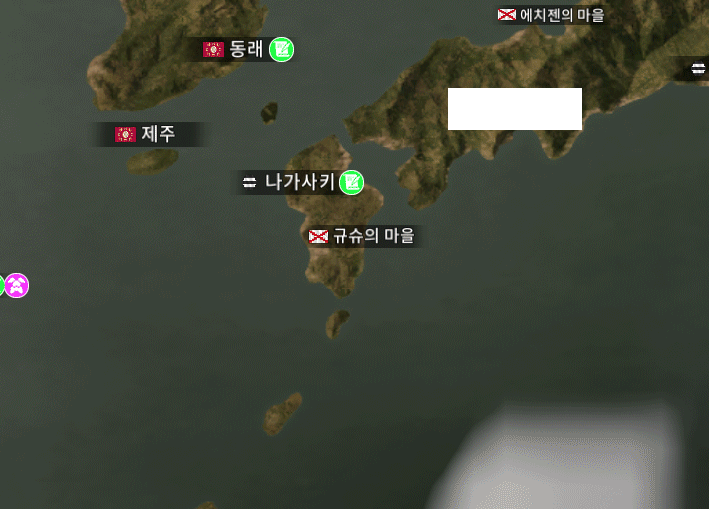 에치젠의 마을
동래
제주
나가사키
규슈의 마을